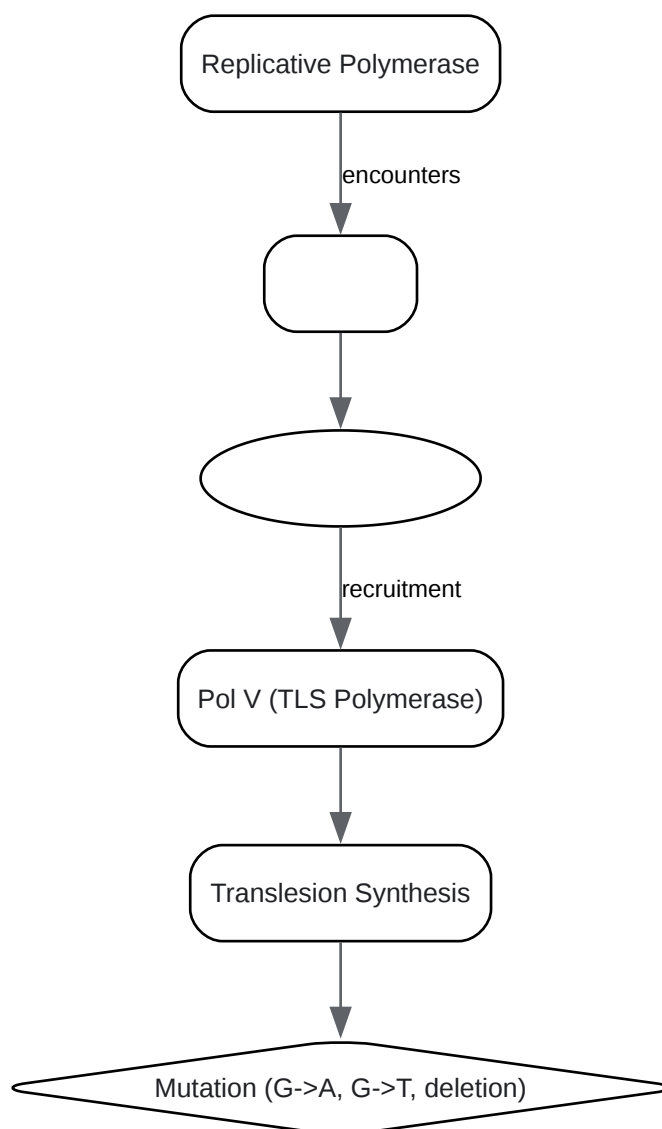 Replicative Polymerase
encounters
recruitment
Pol V (TLS Polymerase)
Translesion Synthesis
Mutation (G->A, G->T, deletion)